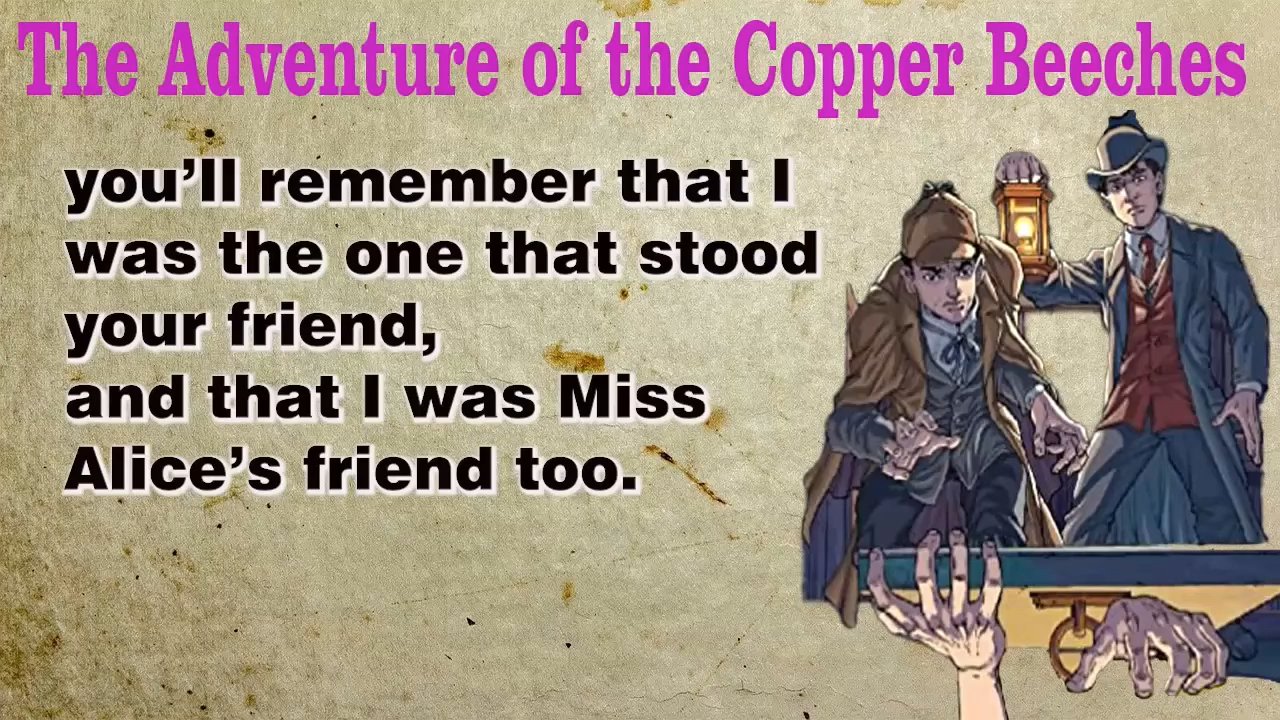 The Adventure of the Copper Beeches
you’ll remember that I
was the one that stood
your friend,
and that I was Miss
Alice’s friend too.